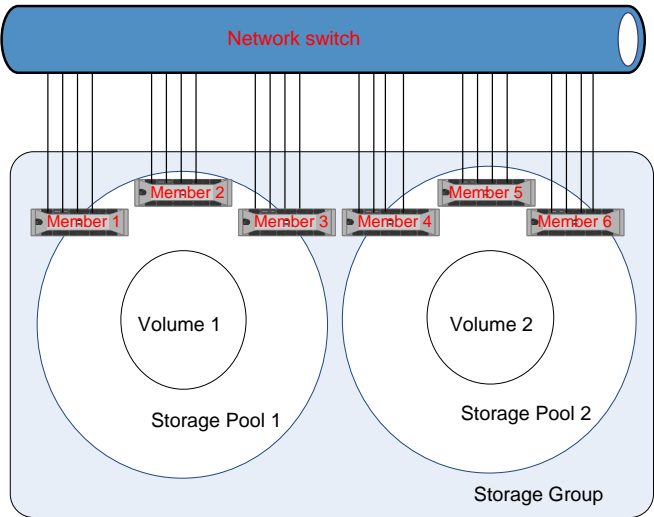 Network switch
Member 1
Member 2
Member 3
Member 4
Member 5
Member 6
Volume 1
Volume 2
Storage Pool 1
Storage Pool 2
Storage Group